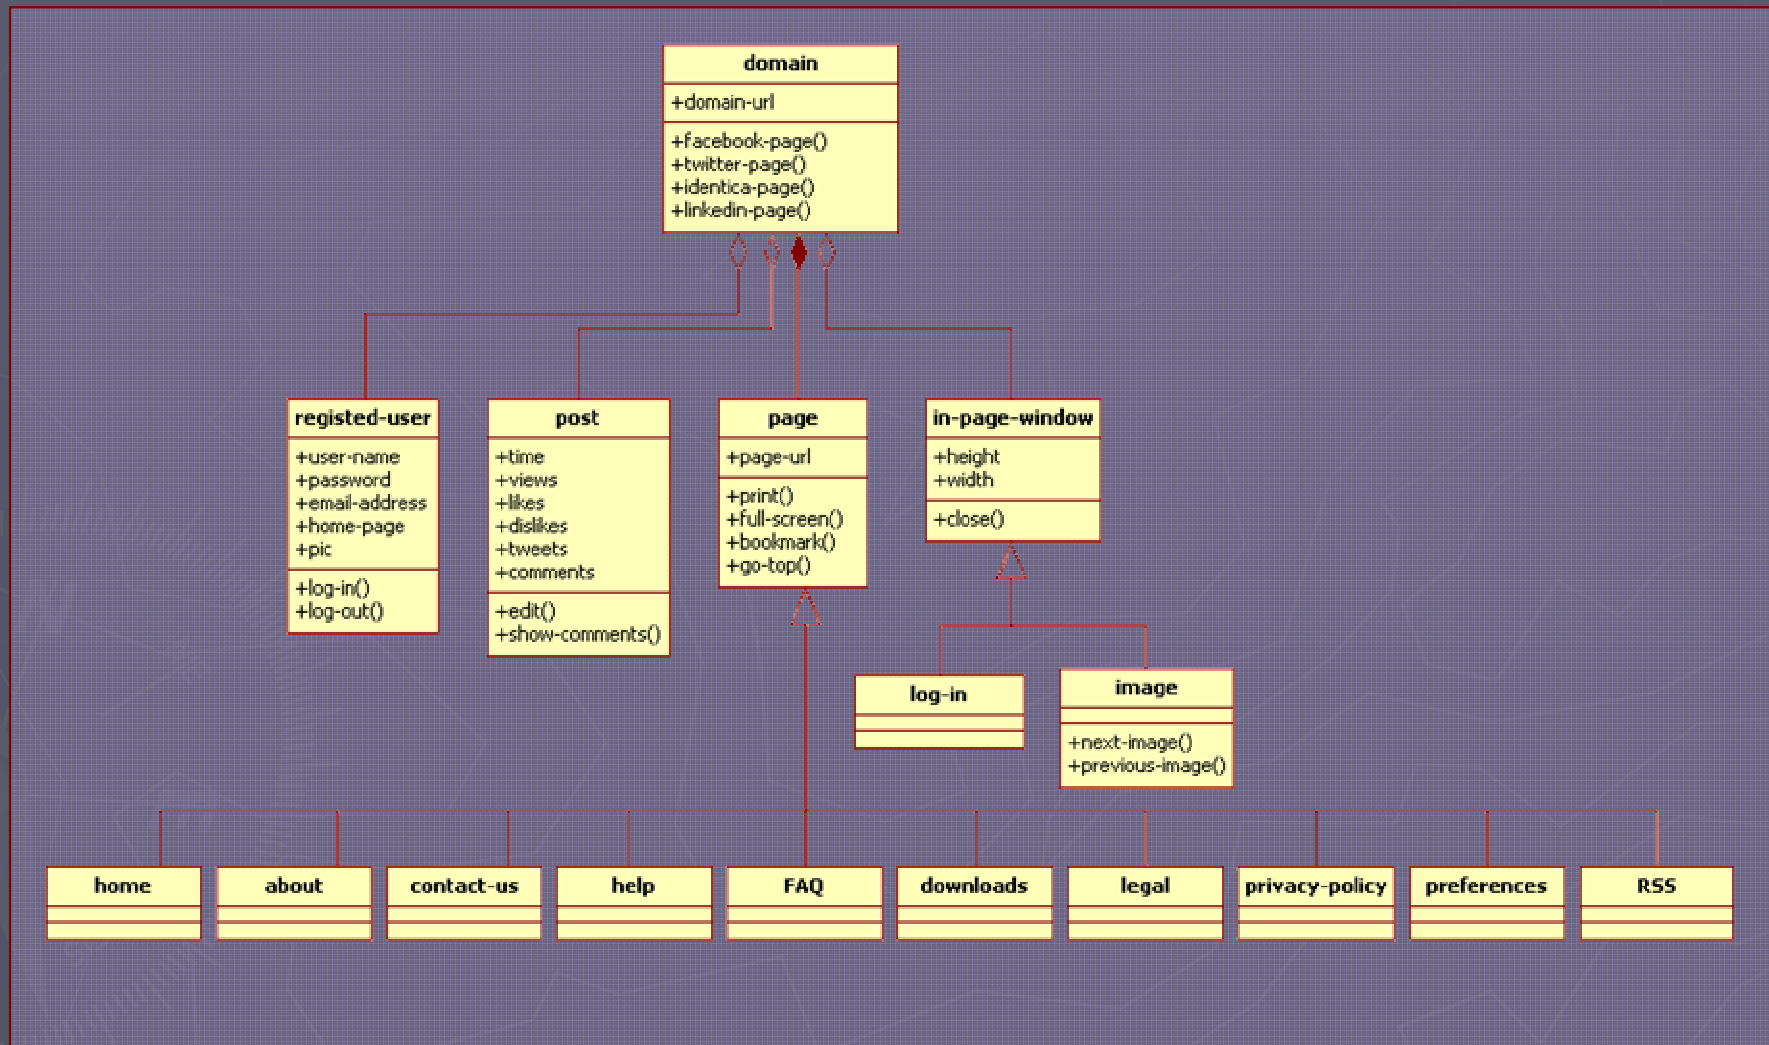 domain
+domain-url
+facebook-page()
+twitter-page()
+identica-page()
+linkedin-page()
registed-user
+user-name
+password
+email-address
+home-page
+pic
+log-in()
+log-out()
post
+time
+views
+likes
+dislikes
+tweets
+comments
+edit()
+show-comments()
page
+page-url
+print()
+full-screen()
+bookmark()
+go-top()
in-page-window
+height
+width
+close()
log-in
image
+next-image()
+previous-image()
home
about
contact-us
help
FAQ
downloads
legal
privacy-policy
preferences
RSS